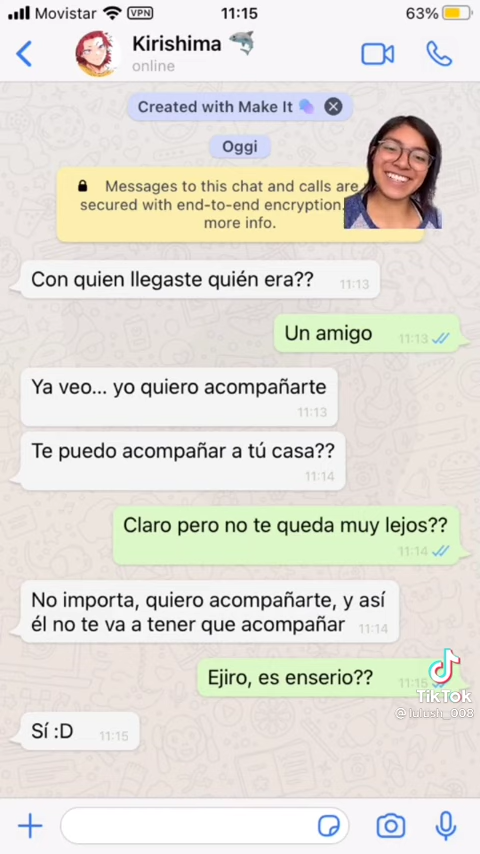 Movistar VPN 11:15 63%
Kirishima
online
Created with Make It
Oggi
Messages to this chat and calls are
secured with end-to-end encryption.
more info.
Con quien llegaste quién era??
11:13
Un amigo
11:13
Ya veo... yo quiero acompañarte
11:13
Te puedo acompañar a tú casa??
11:14
Claro pero no te queda muy lejos??
11:14
No importa, quiero acompañarte, y así
él no te va a tener que acompañar
11:14
Ejiro, es enserio??
11:15
TikTok
@lulush_008
Sí :D
11:15